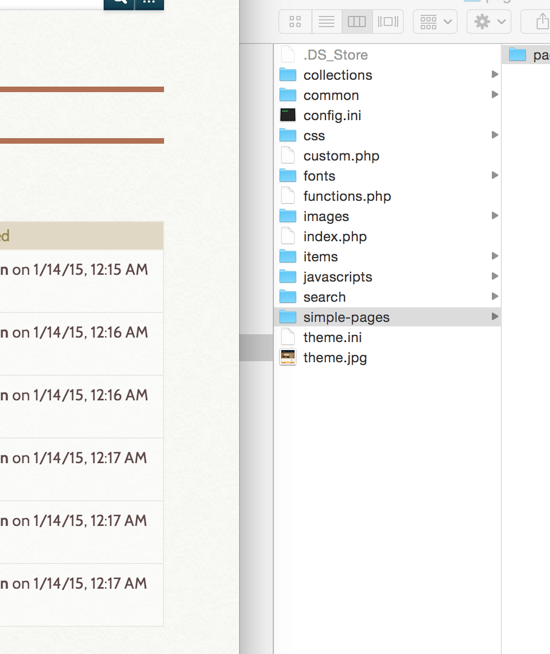 ed
n on 1/14/15, 12:15 AM
n on 1/14/15, 12:16 AM
n on 1/14/15, 12:16 AM
n on 1/14/15, 12:17 AM
n on 1/14/15, 12:17 AM
n on 1/14/15, 12:17 AM
.DS_Store
collections
common
config.ini
css
custom.php
fonts
functions.php
images
index.php
items
javascripts
search
simple-pages
theme.ini
theme.jpg
pa